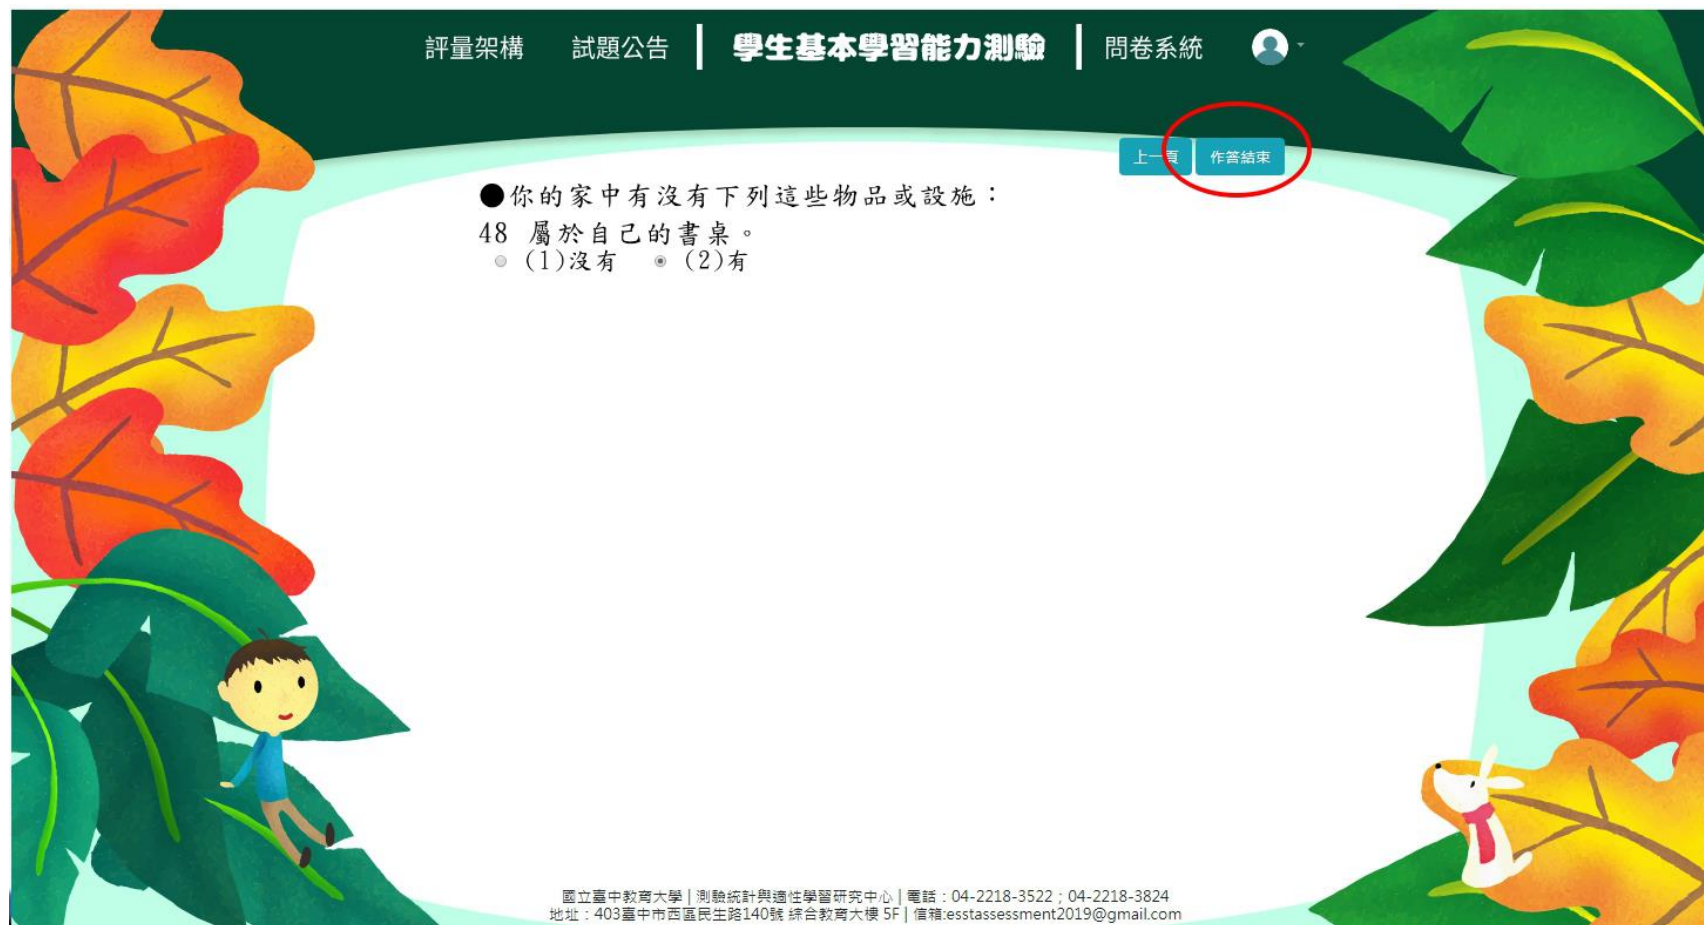 評量架構 試題公告 學生基本學習能力測驗 問卷系統
上一頁 作答結束
●你的家中有沒有下列這些物品或設施：
48 屬於自己的書桌。
(1)沒有 (2)有
國立臺中教育大學 | 測驗統計與適性學習研究中心 | 電話：04-2218-3522；04-2218-3824
地址：403臺中市西區民生路140號 綜合教育大樓 5F | 信箱:esstassessment2019@gmail.com